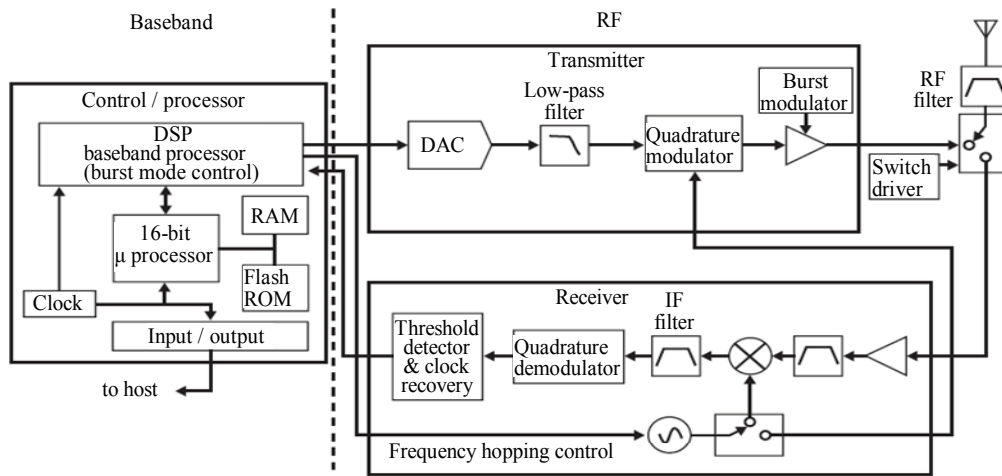 Baseband
RF
Control / processor
DSP
baseband processor
(burst mode control)
16-bit
µ processor
RAM
Flash
ROM
Clock
Input / output
to host
Transmitter
DAC
Low-pass
filter
Quadrature
modulator
Burst
modulator
RF
filter
Switch
driver
Receiver
Threshold
detector
& clock
recovery
Quadrature
demodulator
IF
filter
Frequency hopping control